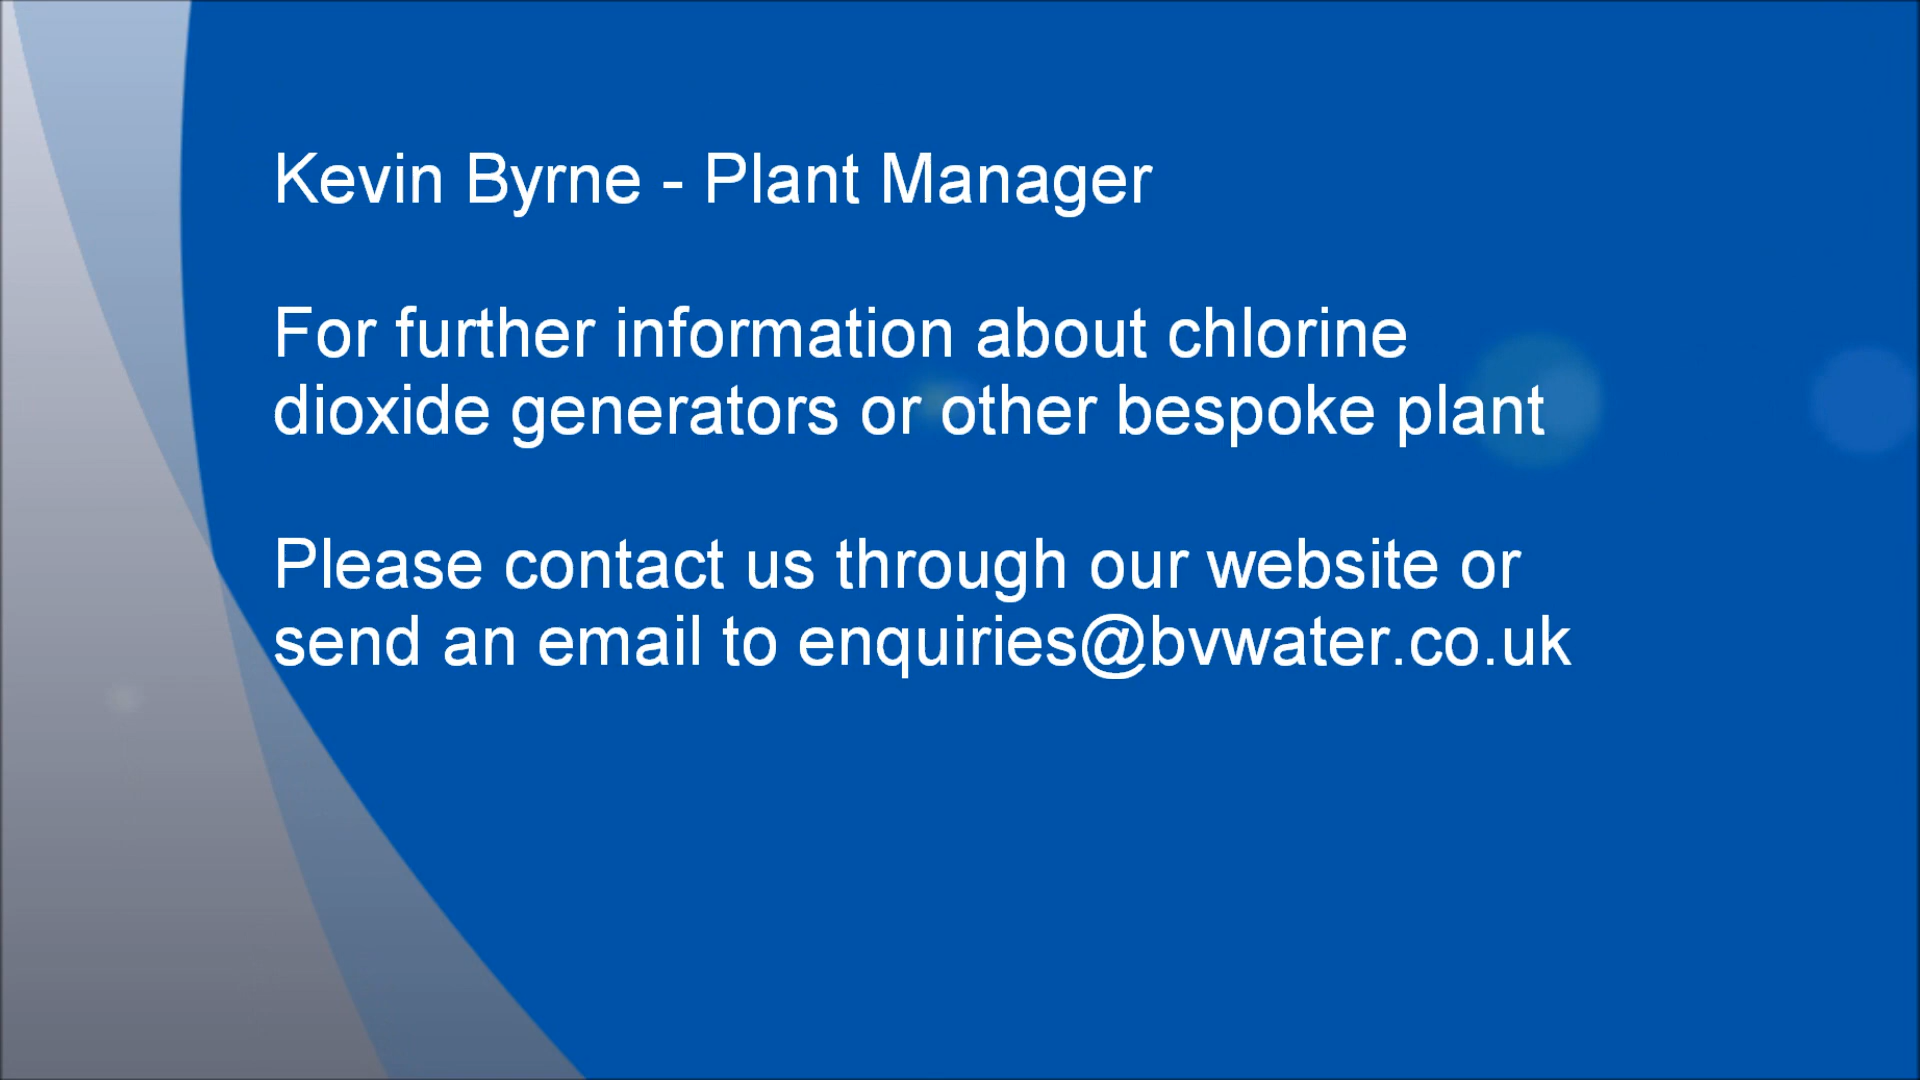 Kevin Byrne - Plant Manager
For further information about chlorine
dioxide generators or other bespoke plant
Please contact us through our website or
send an email to enquiries@bvwater.co.uk